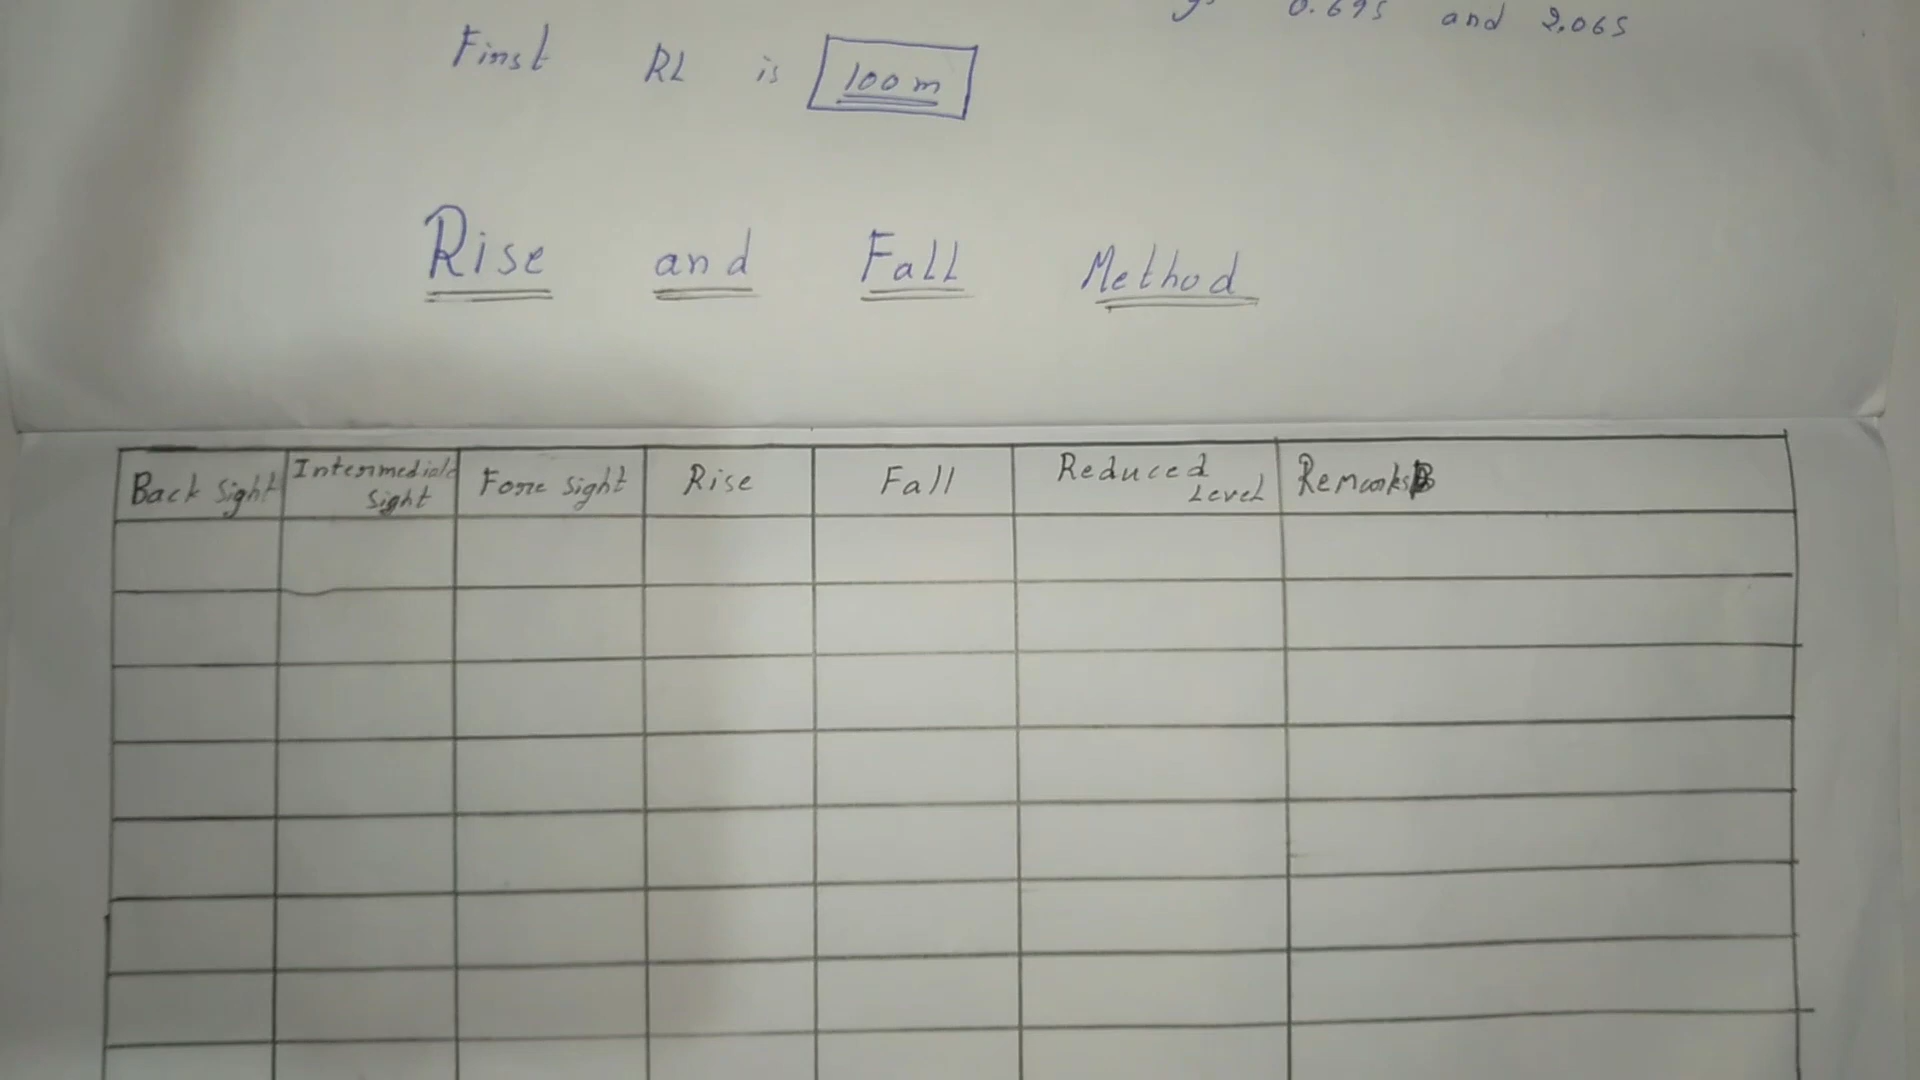 0.695 and 2.065
First RL is 100 m
Rise and Fall Method
Back Sight Intermediate Sight Fore Sight Rise Fall Reduced Level Remarks